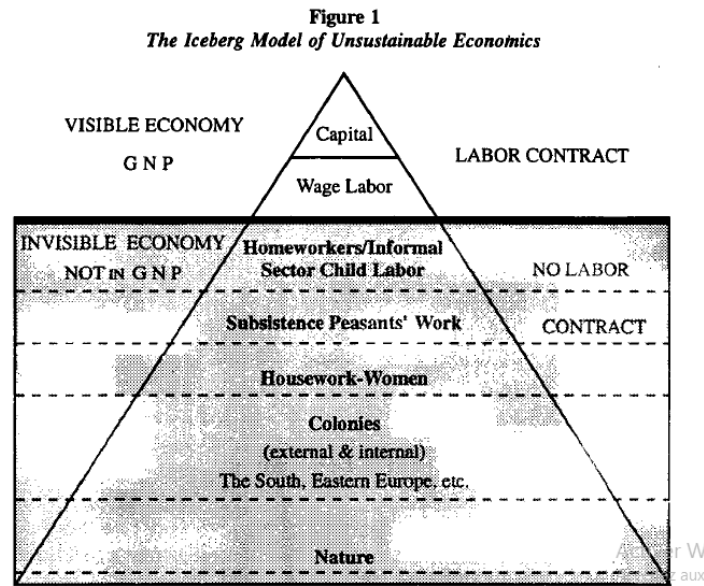 Figure 1
The Iceberg Model of Unsustainable Economics
VISIBLE ECONOMY
G N P
Capital
LABOR CONTRACT
Wage Labor
INVISIBLE ECONOMY
NOT IN G N P
Homeworkers/Informal
Sector Child Labor
NO LABOR
Subsistence Peasants' Work
CONTRACT
Housework-Women
Colonies
(external & internal)
The South, Eastern Europe, etc.
Nature